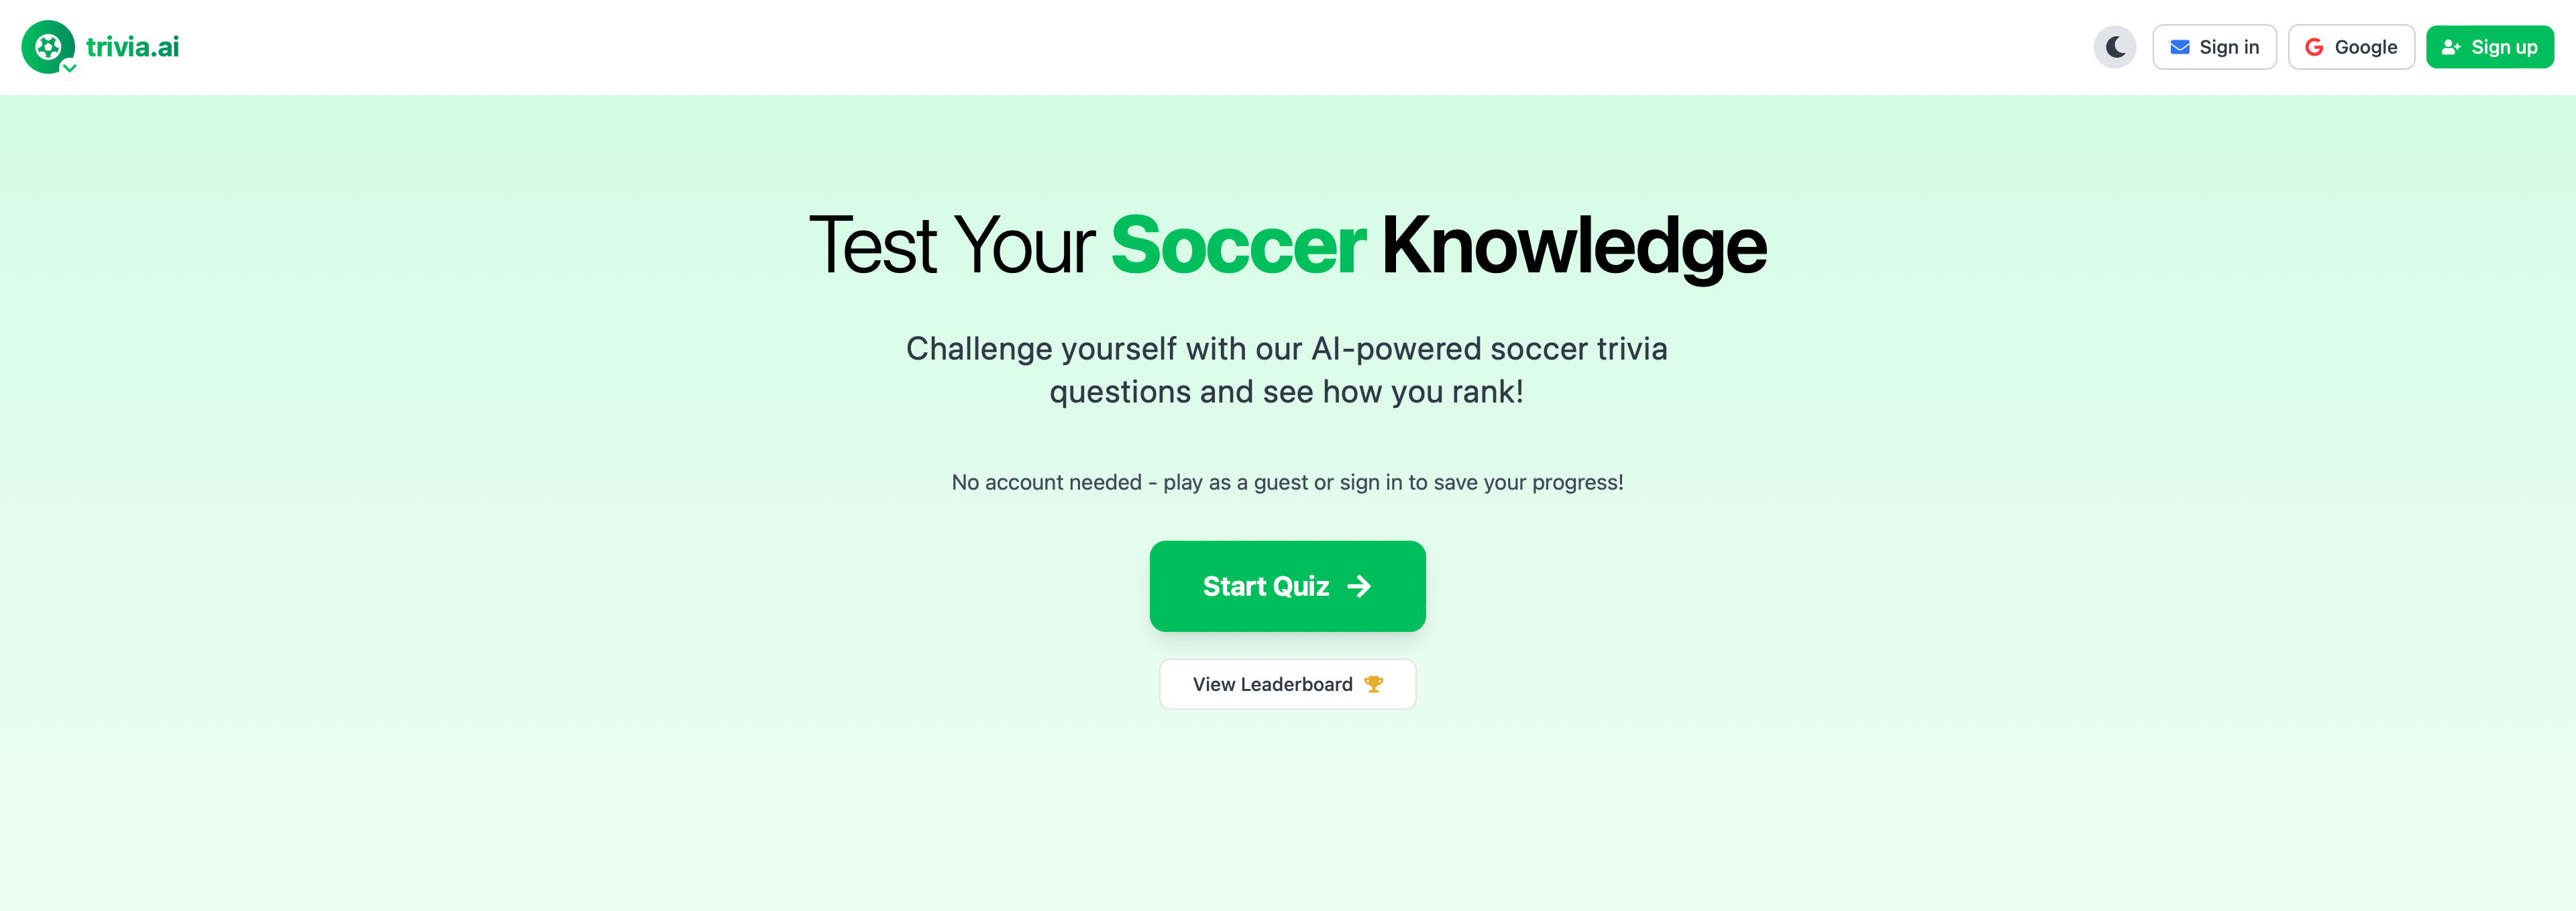 trivia.ai
Sign in
Google
Sign up
Test Your Soccer Knowledge
Challenge yourself with our AI-powered soccer trivia
questions and see how you rank!
No account needed - play as a guest or sign in to save your progress!
Start Quiz
View Leaderboard